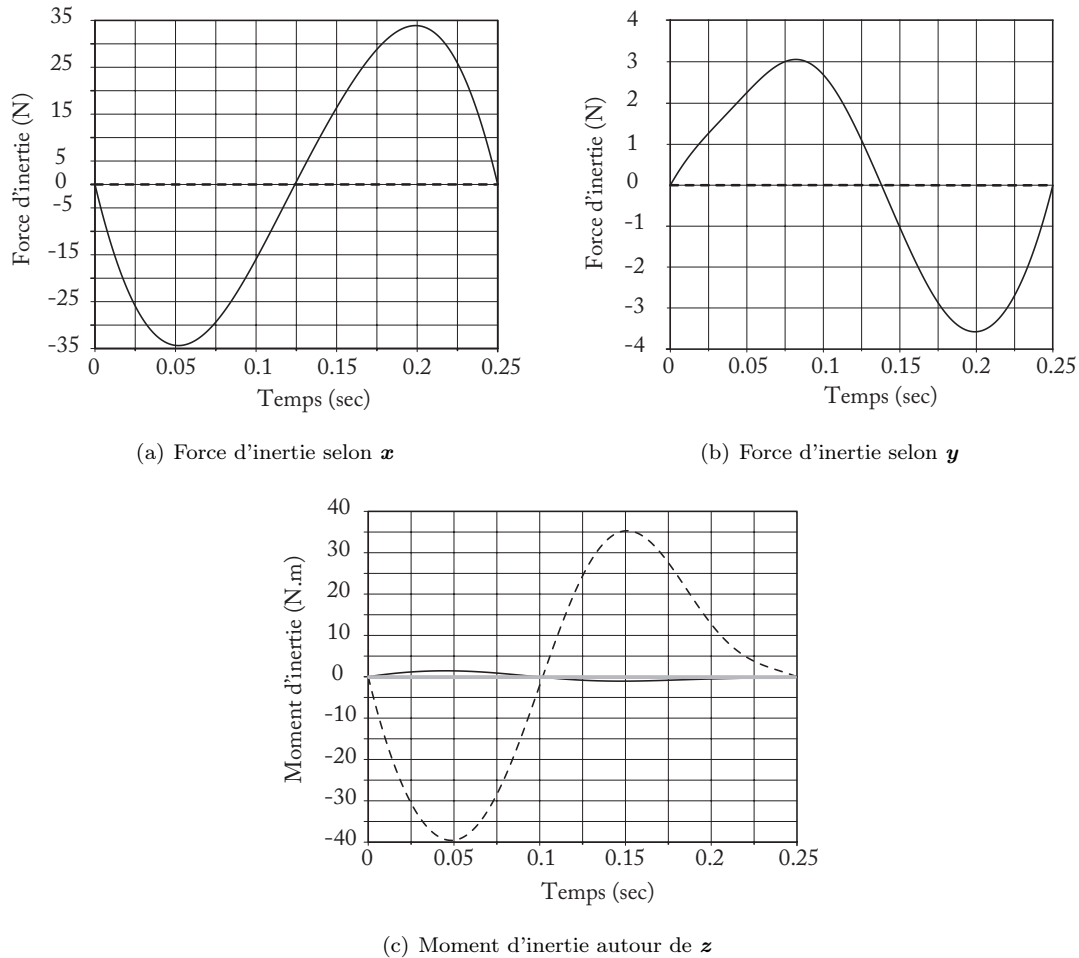 35
25
15
5
0
-5
-15
-25
-35
Force d'inertie (N)
0 0.05 0.1 0.15 0.2 0.25
Temps (sec)
(a) Force d'inertie selon x
4
3
2
1
0
-1
-2
-3
-4
Force d'inertie (N)
0 0.05 0.1 0.15 0.2 0.25
Temps (sec)
(b) Force d'inertie selon y
40
30
20
10
0
-10
-20
-30
-40
Moment d'inertie (N.m)
0 0.05 0.1 0.15 0.2 0.25
Temps (sec)
(c) Moment d'inertie autour de z